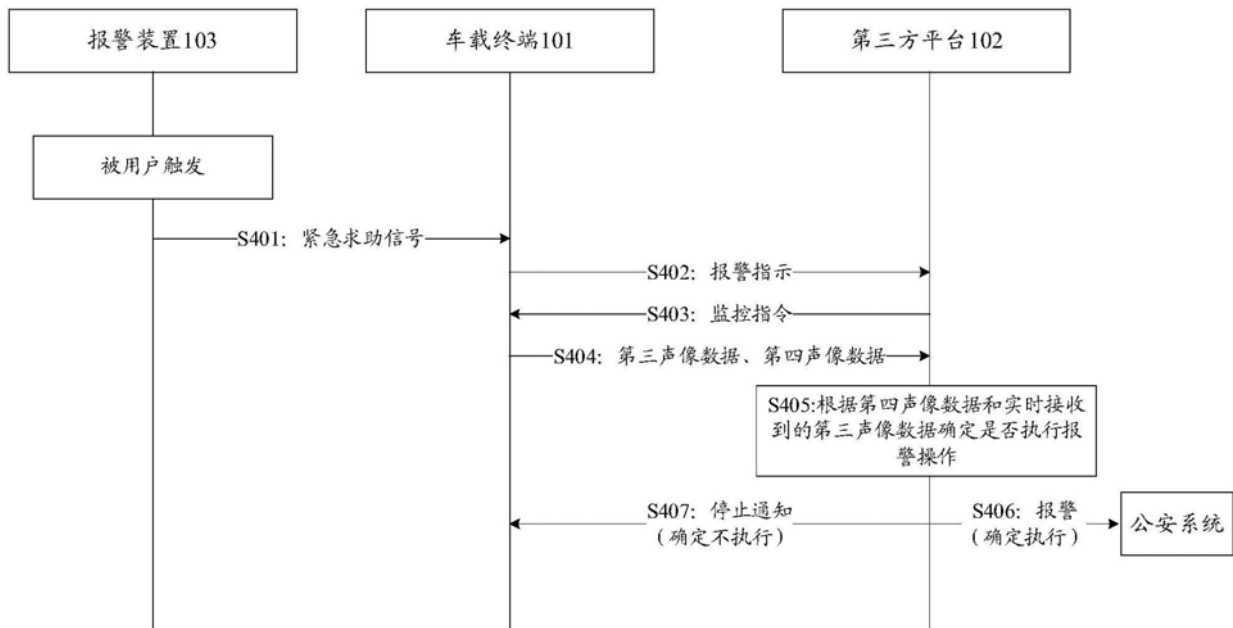 报警装置103
车载终端101
第三方平台102
被用户触发
S401：紧急求助信号
S402：报警指示
S403：监控指令
S404：第三声像数据、第四声像数据
S405:根据第四声像数据和实时接收
到的第三声像数据确定是否执行报
警操作
S407：停止通知
（确定不执行）
S406：报警
（确定执行）
公安系统